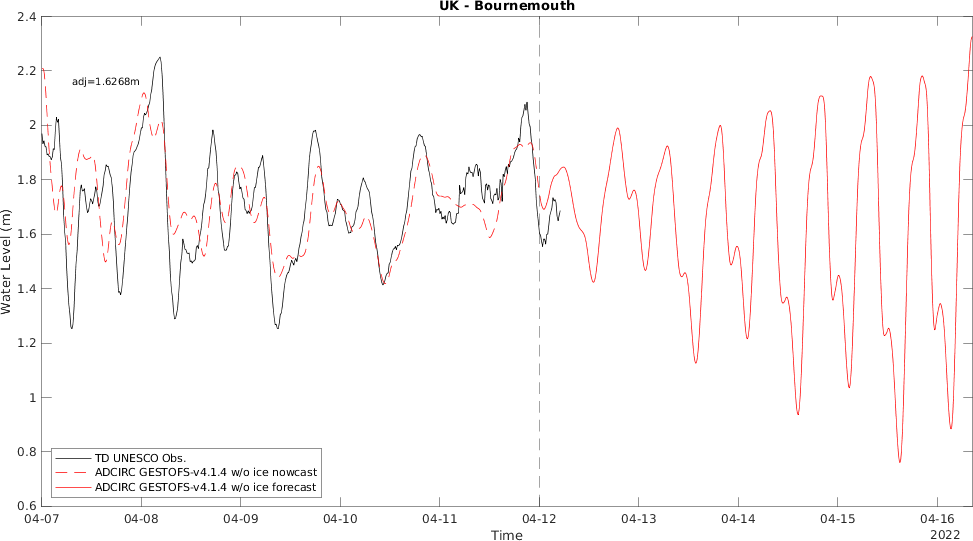 UK - Bournemouth
2.4
2.2
2
1.8
1.6
1.4
1.2
1
0.8
0.6
Water Level (m)
adj=1.6268m
TD UNESCO Obs.
ADCIRC GESTOFS-v4.1.4 w/o ice nowcast
ADCIRC GESTOFS-v4.1.4 w/o ice forecast
04-07 04-08 04-09 04-10 04-11 04-12 04-13 04-14 04-15 04-16
Time
2022